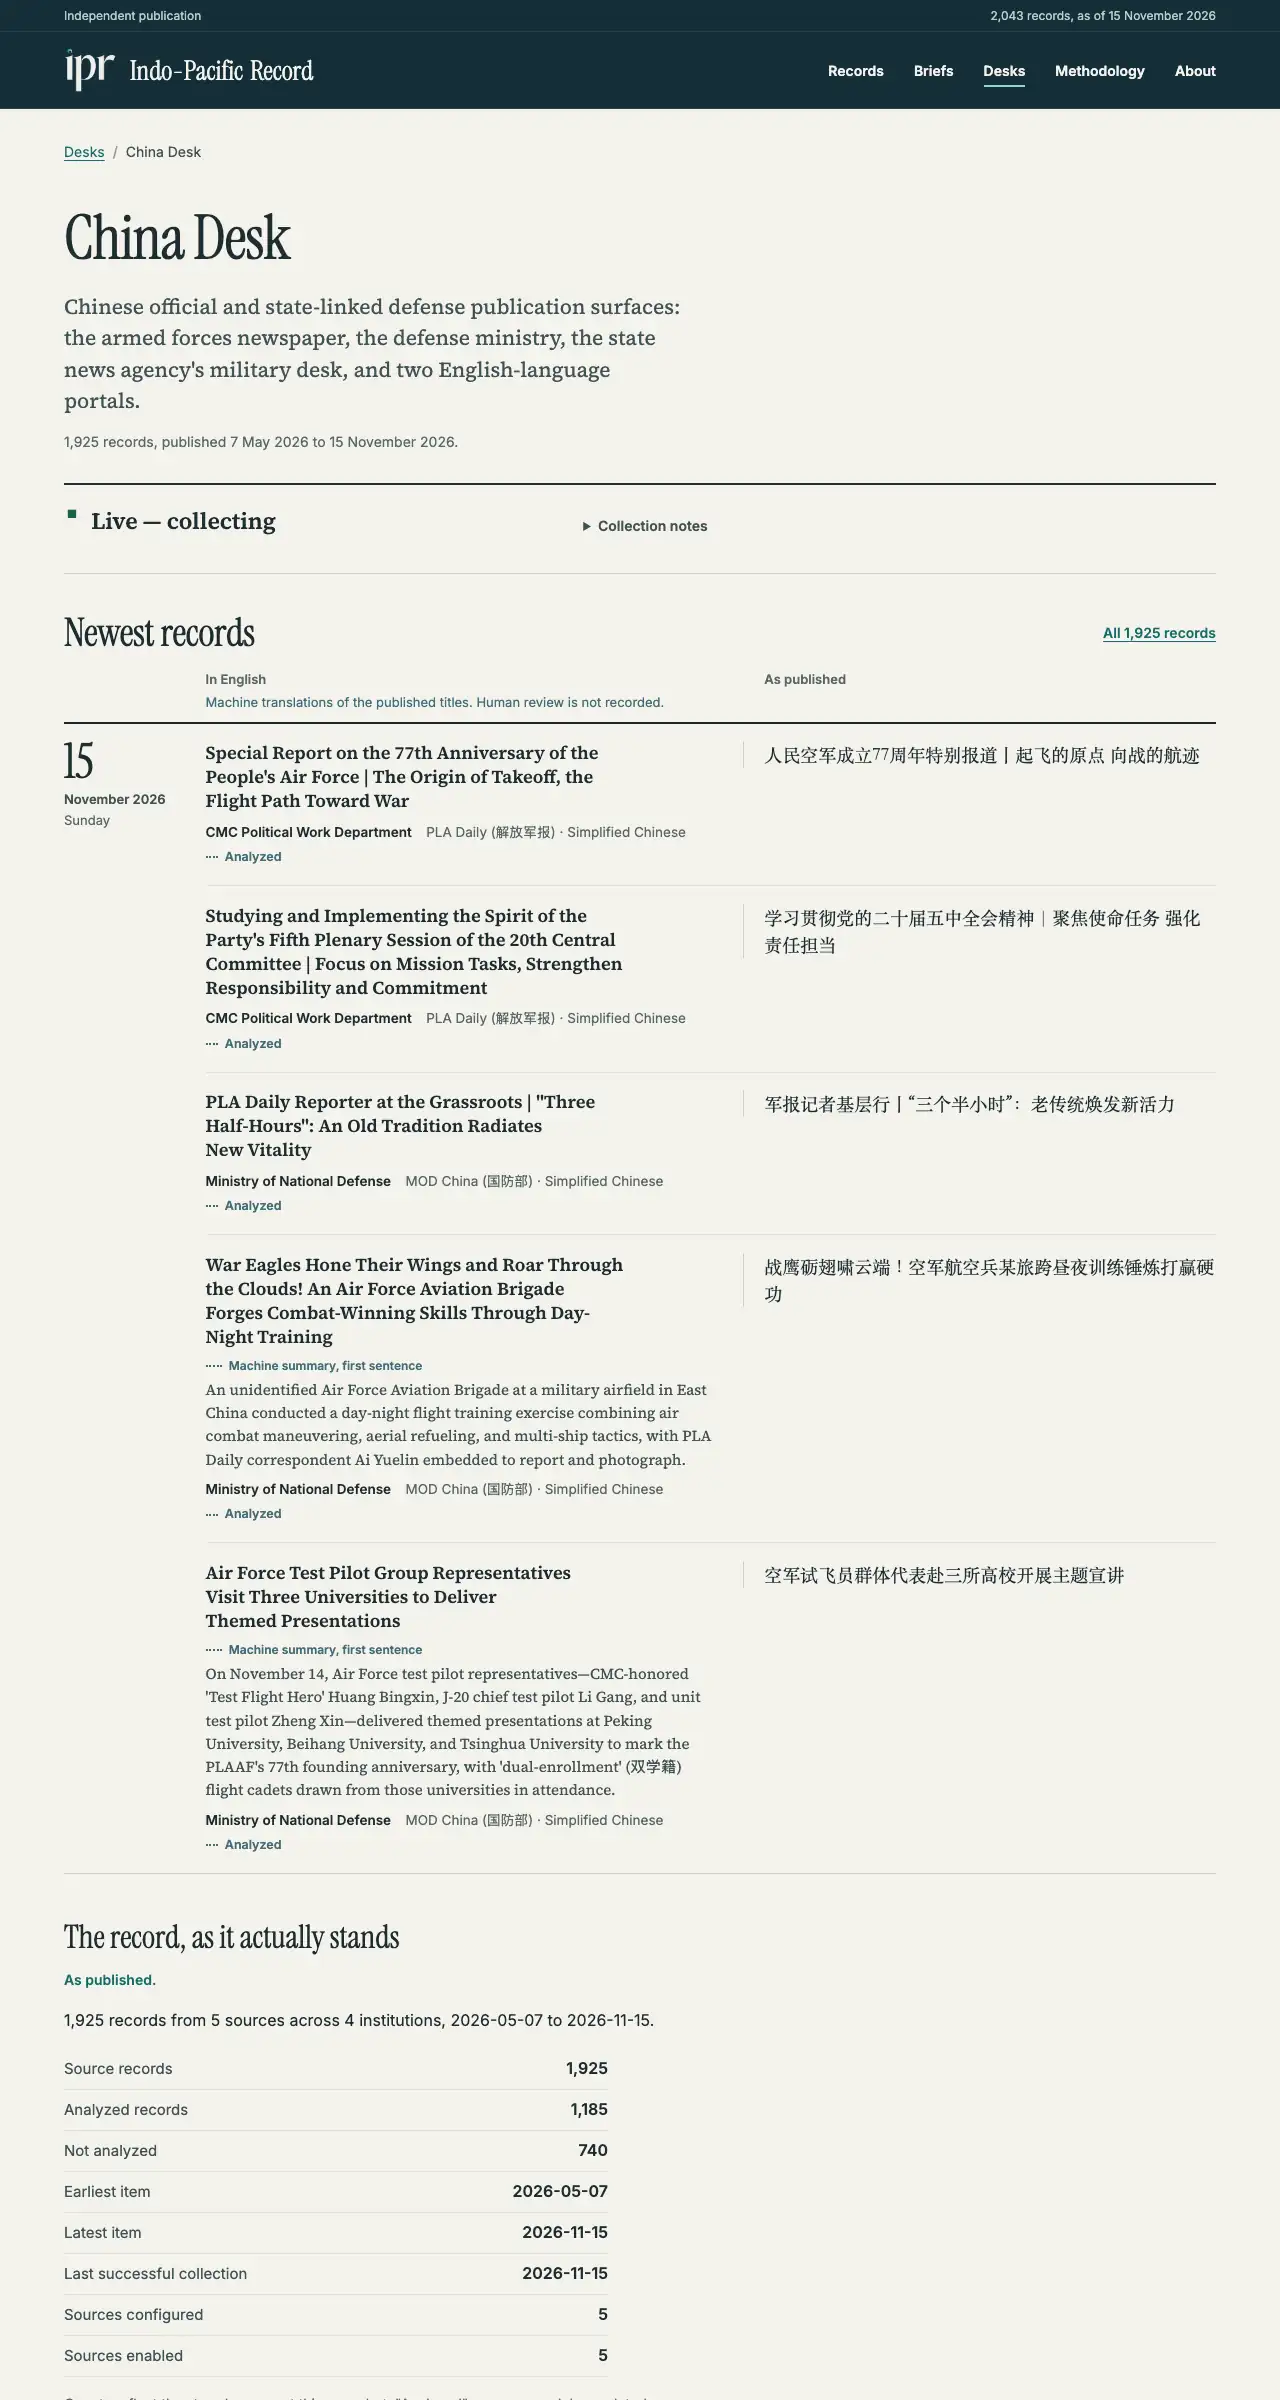 Independent publication
2,043 records, as of 15 November 2026
ipr Indo-Pacific Record
Records Briefs Desks Methodology About
Desks / China Desk
China Desk
Chinese official and state-linked defense publication surfaces:
the armed forces newspaper, the defense ministry, the state
news agency's military desk, and two English-language
portals.
1,925 records, published 7 May 2026 to 15 November 2026.
Live — collecting
Collection notes
Newest records
All 1,925 records
In English
As published
Machine translations of the published titles. Human review is not recorded.
15
November 2026
Sunday
Special Report on the 77th Anniversary of the
People's Air Force | The Origin of Takeoff, the
Flight Path Toward War
人民空军成立77周年特别报道丨起飞的原点 向战的航迹
CMC Political Work Department PLA Daily (解放军报) · Simplified Chinese
Analyzed
Studying and Implementing the Spirit of the
Party's Fifth Plenary Session of the 20th Central
Committee | Focus on Mission Tasks, Strengthen
Responsibility and Commitment
学习贯彻党的二十届五中全会精神｜聚焦使命任务 强化
责任担当
CMC Political Work Department PLA Daily (解放军报) · Simplified Chinese
Analyzed
PLA Daily Reporter at the Grassroots | "Three
Half-Hours": An Old Tradition Radiates
New Vitality
军报记者基层行丨“三个半小时”：老传统焕发新活力
Ministry of National Defense MOD China (国防部) · Simplified Chinese
Analyzed
War Eagles Hone Their Wings and Roar Through
the Clouds! An Air Force Aviation Brigade
Forges Combat-Winning Skills Through Day-
Night Training
战鹰砺翅啸云端！空军航空兵某旅跨昼夜训练锤炼打赢硬
功
Machine summary, first sentence
An unidentified Air Force Aviation Brigade at a military airfield in East
China conducted a day-night flight training exercise combining air
combat maneuvering, aerial refueling, and multi-ship tactics, with PLA
Daily correspondent Ai Yuelin embedded to report and photograph.
Ministry of National Defense MOD China (国防部) · Simplified Chinese
Analyzed
Air Force Test Pilot Group Representatives
Visit Three Universities to Deliver
Themed Presentations
空军试飞员群体代表赴三所高校开展主题宣讲
Machine summary, first sentence
On November 14, Air Force test pilot representatives—CMC-honored
'Test Flight Hero' Huang Bingxin, J-20 chief test pilot Li Gang, and unit
test pilot Zheng Xin—delivered themed presentations at Peking
University, Beihang University, and Tsinghua University to mark the
PLAAF's 77th founding anniversary, with 'dual-enrollment' (双学籍)
flight cadets drawn from those universities in attendance.
Ministry of National Defense MOD China (国防部) · Simplified Chinese
Analyzed
The record, as it actually stands
As published.
1,925 records from 5 sources across 4 institutions, 2026-05-07 to 2026-11-15.
Source records 1,925
Analyzed records 1,185
Not analyzed 740
Earliest item 2026-05-07
Latest item 2026-11-15
Last successful collection 2026-11-15
Sources configured 5
Sources enabled 5